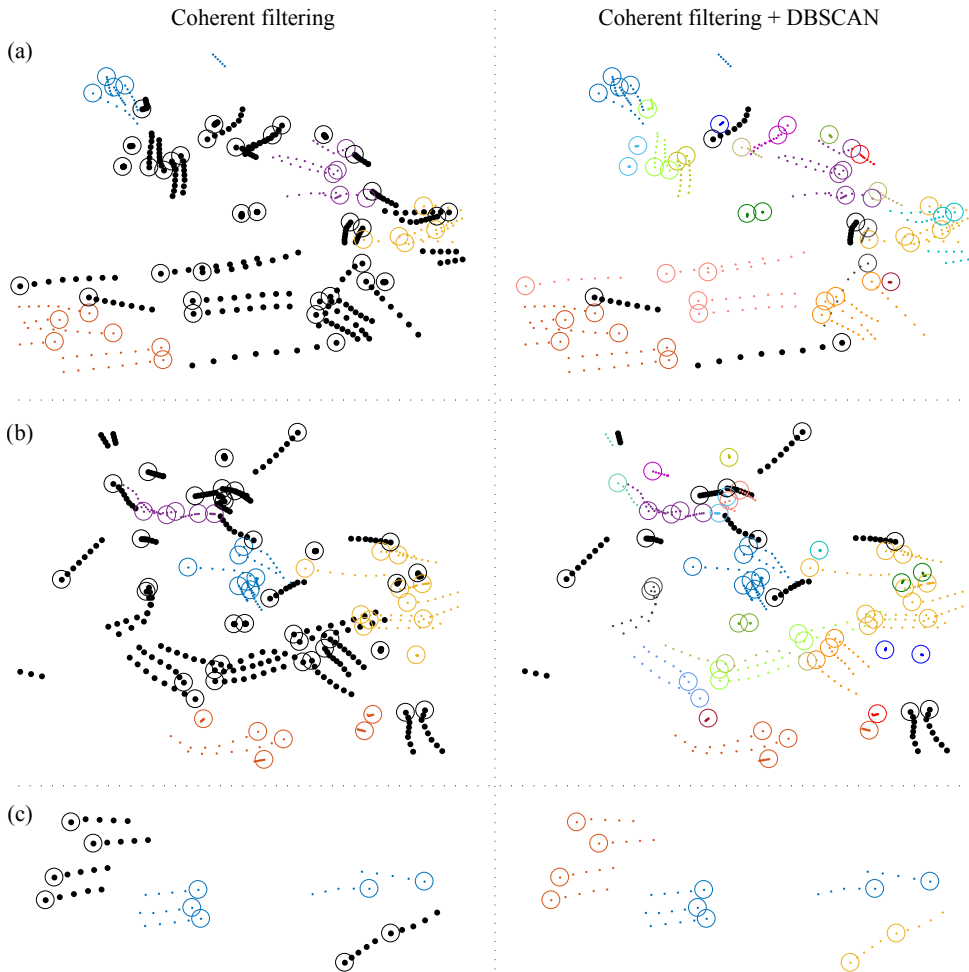 Coherent filtering
Coherent filtering + DBSCAN
(a)
(b)
(c)